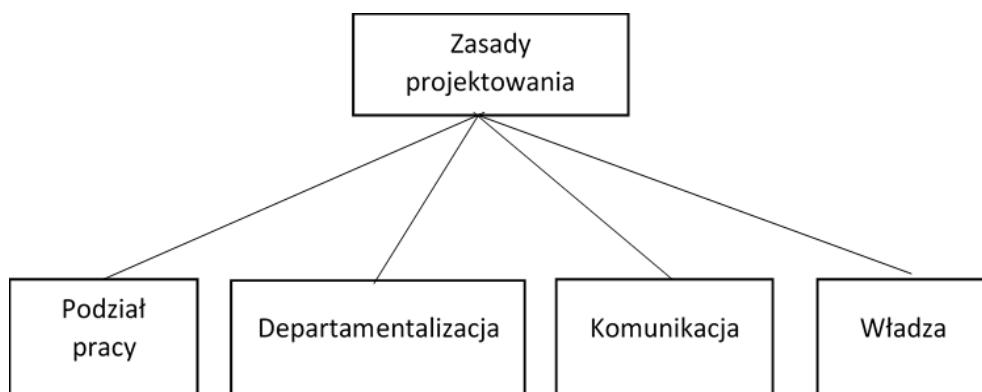 Zasady
projektowania
Podział
pracy
Departamentalizacja
Komunikacja
Władza